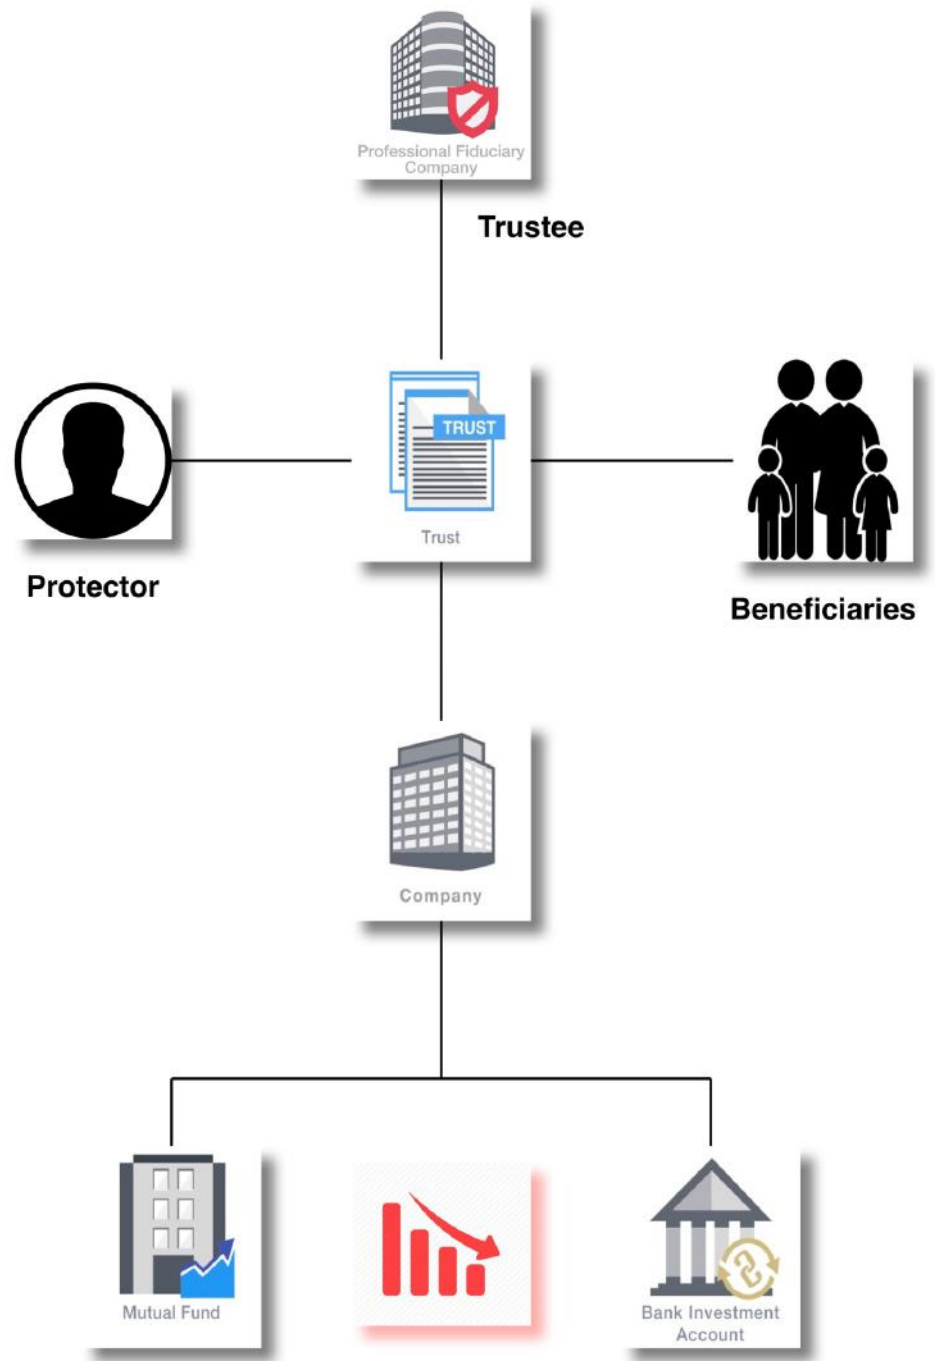 Professional Fiduciary
Company
Trustee
TRUST
Trust
Protector
Beneficiaries
Company
Mutual Fund
Bank Investment
Account